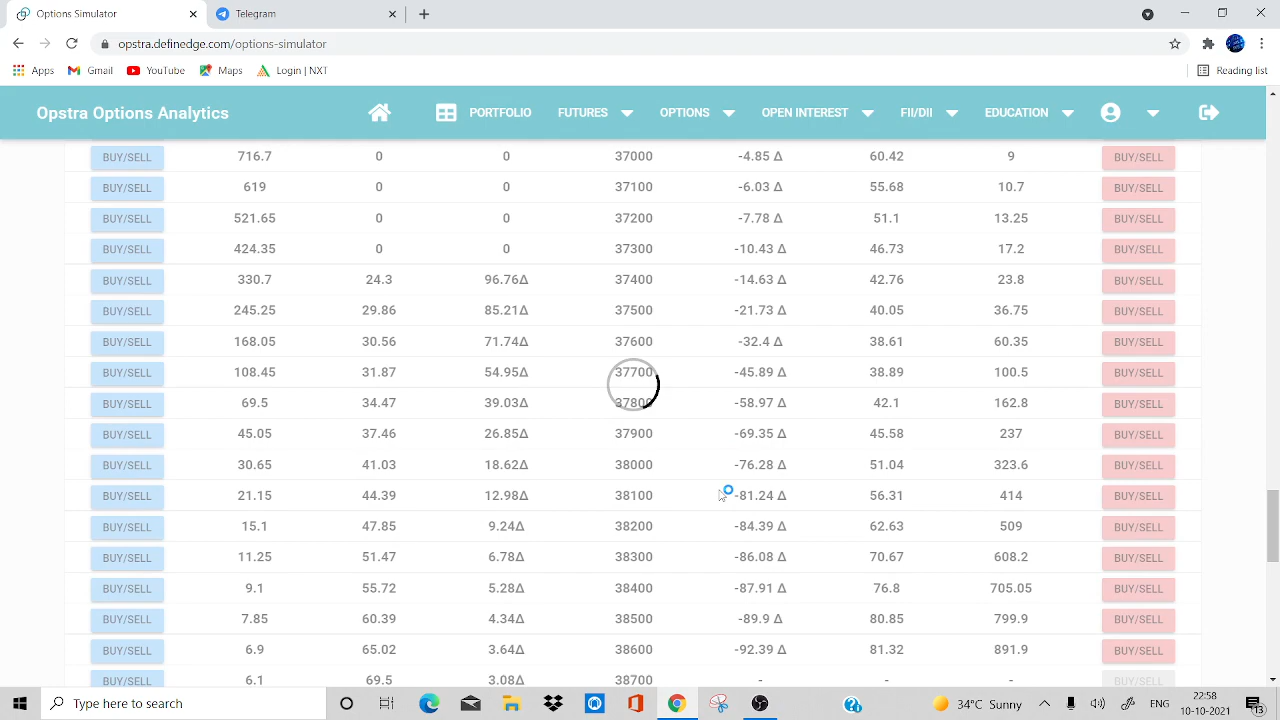 Options Simulator
Telegram
opstra.definedge.com/options-simulator
Apps Gmail YouTube Maps Login | NXT Reading list
Opstra Options Analytics PORTFOLIO FUTURES OPTIONS OPEN INTEREST FII/DII EDUCATION
BUY/SELL 716.7 0 0 37000 -4.85 Δ 60.42 9 BUY/SELL
BUY/SELL 619 0 0 37100 -6.03 Δ 55.68 10.7 BUY/SELL
BUY/SELL 521.65 0 0 37200 -7.78 Δ 51.1 13.25 BUY/SELL
BUY/SELL 424.35 0 0 37300 -10.43 Δ 46.73 17.2 BUY/SELL
BUY/SELL 330.7 24.3 96.76Δ 37400 -14.63 Δ 42.76 23.8 BUY/SELL
BUY/SELL 245.25 29.86 85.21Δ 37500 -21.73 Δ 40.05 36.75 BUY/SELL
BUY/SELL 168.05 30.56 71.74Δ 37600 -32.4 Δ 38.61 60.35 BUY/SELL
BUY/SELL 108.45 31.87 54.95Δ 37700 -45.89 Δ 38.89 100.5 BUY/SELL
BUY/SELL 69.5 34.47 39.03Δ 37800 -58.97 Δ 42.1 162.8 BUY/SELL
BUY/SELL 45.05 37.46 26.85Δ 37900 -69.35 Δ 45.58 237 BUY/SELL
BUY/SELL 30.65 41.03 18.62Δ 38000 -76.28 Δ 51.04 323.6 BUY/SELL
BUY/SELL 21.15 44.39 12.98Δ 38100 -81.24 Δ 56.31 414 BUY/SELL
BUY/SELL 15.1 47.85 9.24Δ 38200 -84.39 Δ 62.63 509 BUY/SELL
BUY/SELL 11.25 51.47 6.78Δ 38300 -86.08 Δ 70.67 608.2 BUY/SELL
BUY/SELL 9.1 55.72 5.28Δ 38400 -87.91 Δ 76.8 705.05 BUY/SELL
BUY/SELL 7.85 60.39 4.34Δ 38500 -89.9 Δ 80.85 799.9 BUY/SELL
BUY/SELL 6.9 65.02 3.64Δ 38600 -92.39 Δ 81.32 891.9 BUY/SELL
BUY/SELL 6.1 69.5 3.08Δ 38700 - - - BUY/SELL
Type here to search 34°C Sunny ENG 22:58
10-10-2021 13